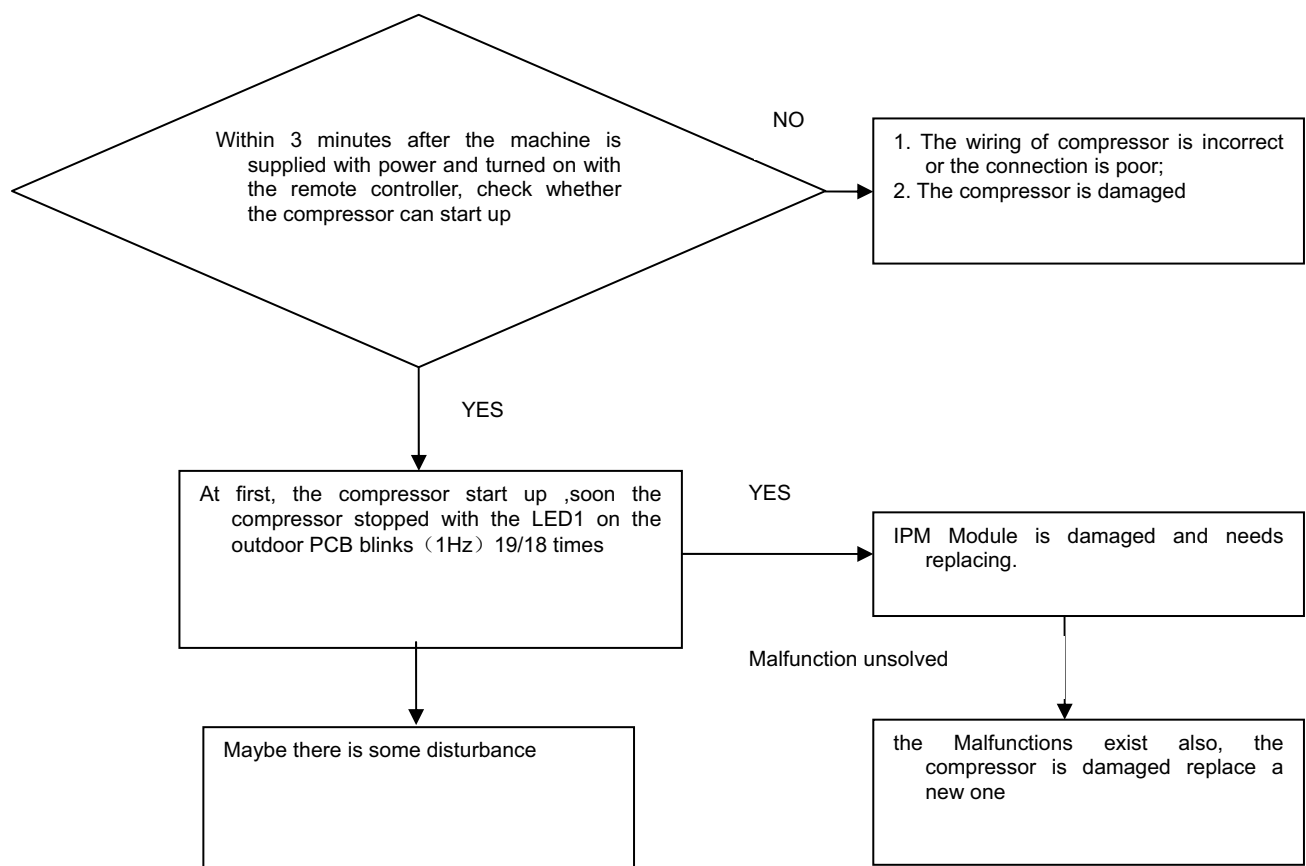 Within 3 minutes after the machine is
supplied with power and turned on with
the remote controller, check whether
the compressor can start up
NO
1. The wiring of compressor is incorrect
or the connection is poor;
2. The compressor is damaged
YES
At first, the compressor start up ,soon the
compressor stopped with the LED1 on the
outdoor PCB blinks（1Hz）19/18 times
YES
IPM Module is damaged and needs
replacing.
Malfunction unsolved
Maybe there is some disturbance
the Malfunctions exist also, the
compressor is damaged replace a
new one